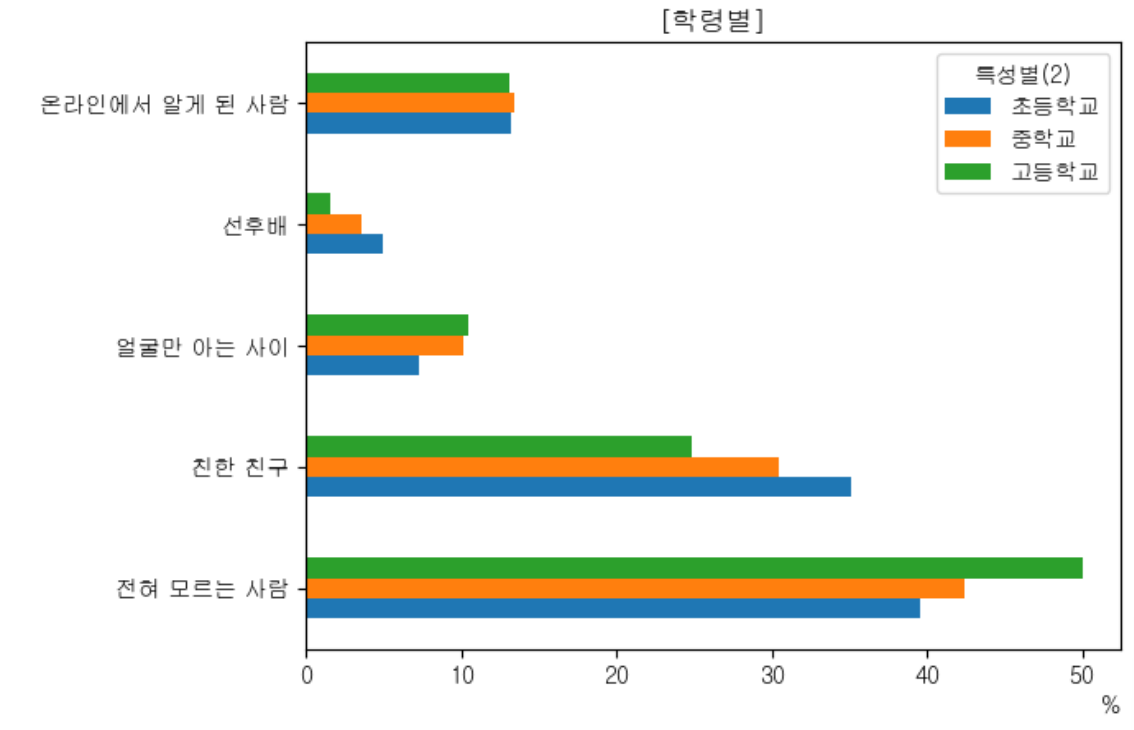 [학령별]
특성별(2)
초등학교
중학교
고등학교
온라인에서 알게 된 사람
선후배
얼굴만 아는 사이
친한 친구
전혀 모르는 사람
0 10 20 30 40 50
%